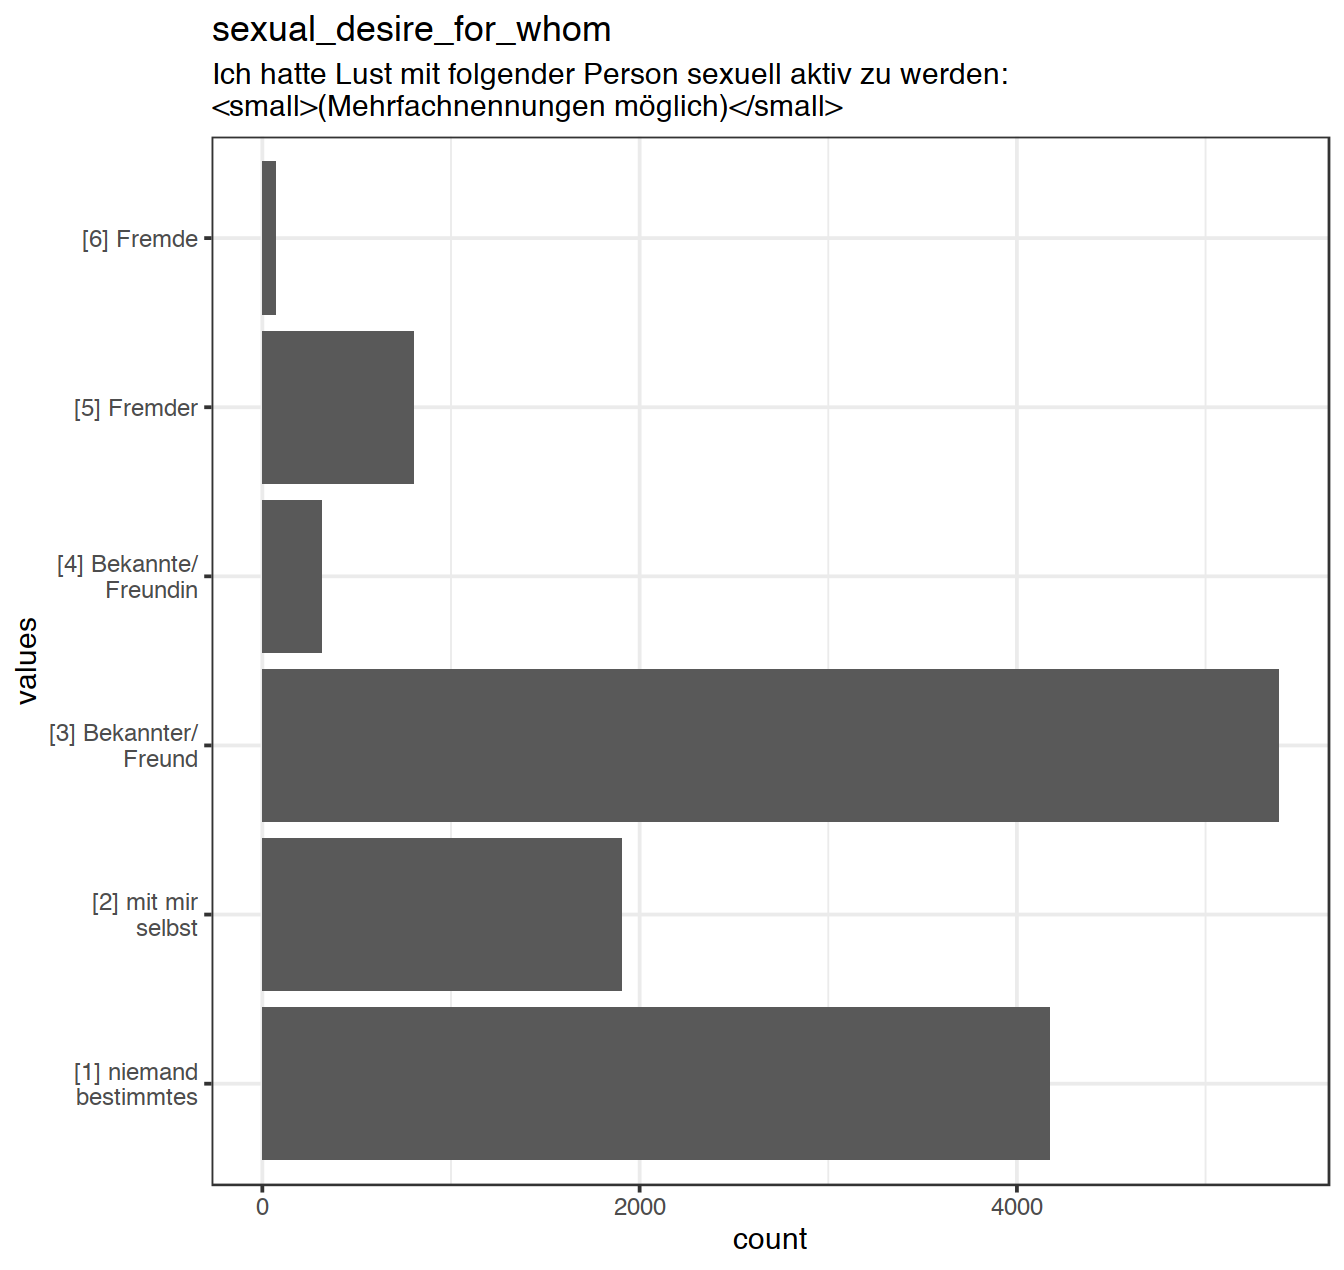 sexual_desire_for_whom
Ich hatte Lust mit folgender Person sexuell aktiv zu werden:
<small>(Mehrfachnennungen möglich)</small>
[6] Fremde
[5] Fremder
[4] Bekannte/
Freundin
[3] Bekannter/
Freund
[2] mit mir
selbst
[1] niemand
bestimmtes
values
0
2000
4000
count